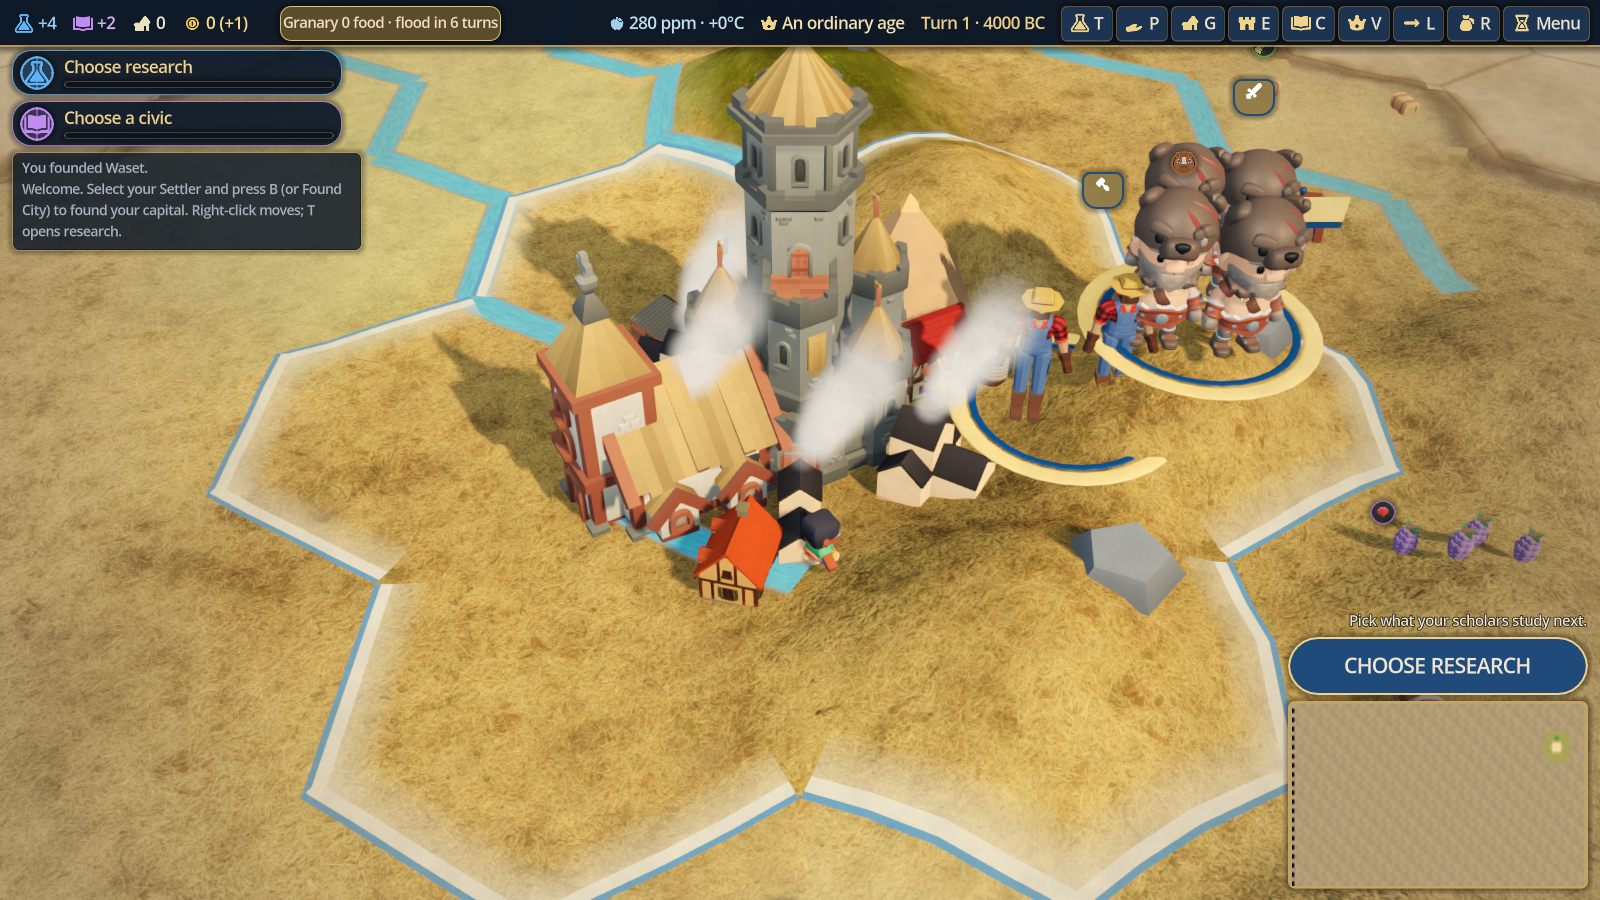 +4
+2
0
0 (+1)
Granary 0 food · flood in 6 turns
280 ppm · +0°C
An ordinary age
Turn 1 · 4000 BC
T
P
G
E
C
V
L
R
Menu
Choose research
Choose a civic
You founded Waset.
Welcome. Select your Settler and press B (or Found
City) to found your capital. Right-click moves; T
opens research.
Pick what your scholars study next.
CHOOSE RESEARCH